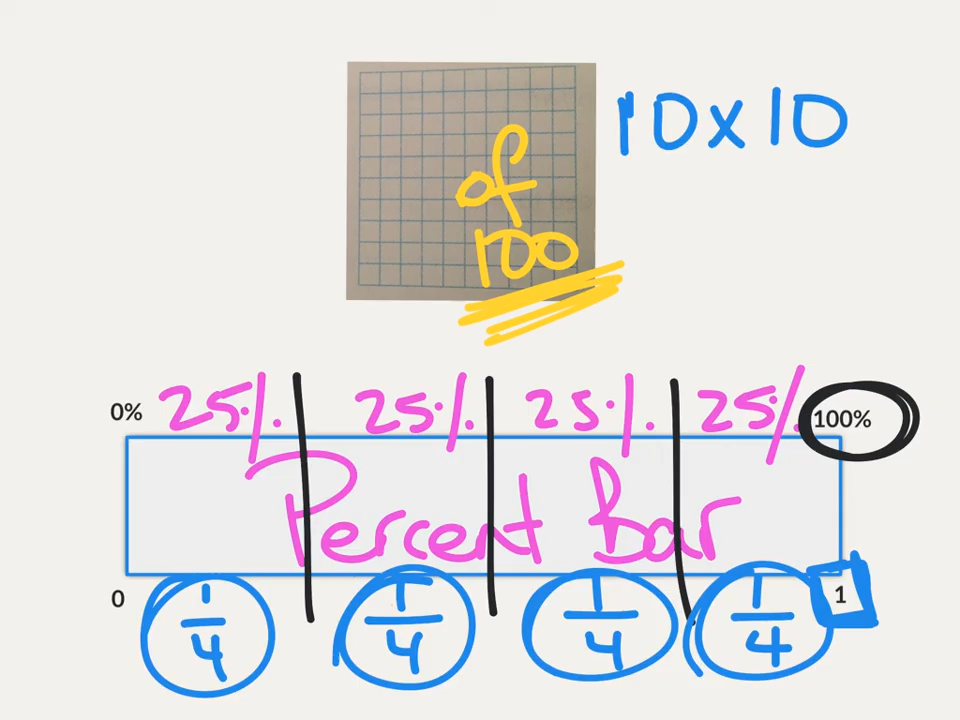 10x10
of
100
0% 25% 25% 25% 25% 100%
Percent Bar
0 1/4 1/4 1/4 1/4 1